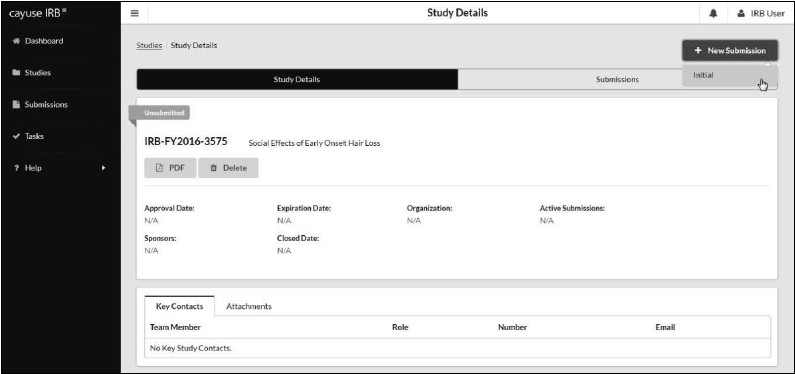 cayuse IRB
Study Details
IRB User
Dashboard
Studies
Submissions
Tasks
? Help
Studies / Study Details
+ New Submission
Initial
Study Details
Submissions
Unsubmitted
IRB-FY2016-3575 Social Effects of Early Onset Hair Loss
PDF
Delete
Approval Date: Expiration Date: Organization: Active Submissions:
N/A N/A N/A N/A
Sponsors: Closed Date:
N/A N/A
Key Contacts Attachments
Team Member Role Number Email
No Key Study Contacts.